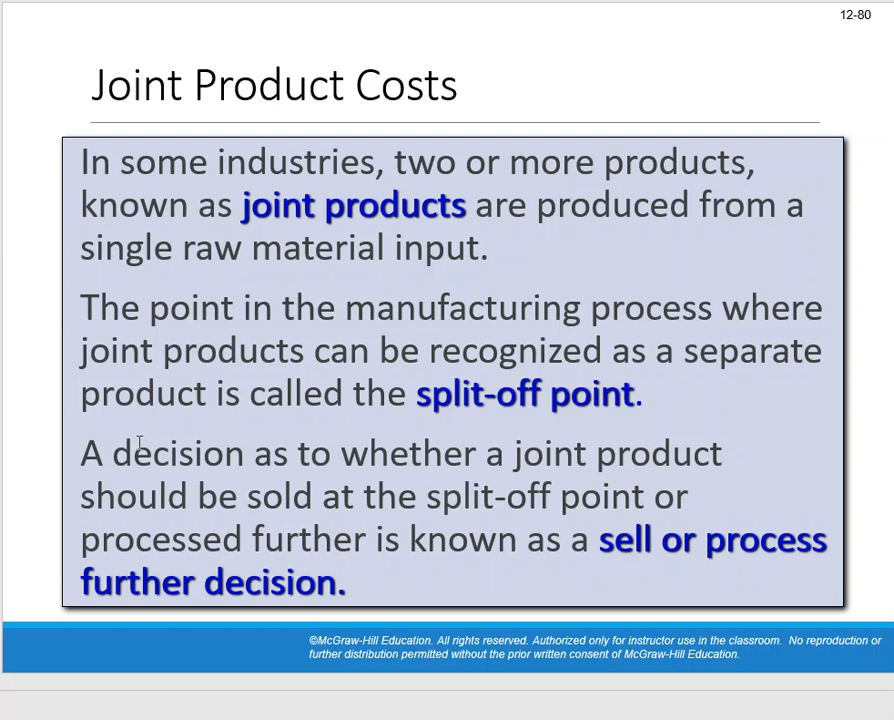 12-80
Joint Product Costs
In some industries, two or more products,
known as joint products are produced from a
single raw material input.
The point in the manufacturing process where
joint products can be recognized as a separate
product is called the split-off point.
A decision as to whether a joint product
should be sold at the split-off point or
processed further is known as a sell or process
further decision.
©McGraw-Hill Education. All rights reserved. Authorized only for instructor use in the classroom.  No reproduction or
further distribution permitted without the prior written consent of McGraw-Hill Education.